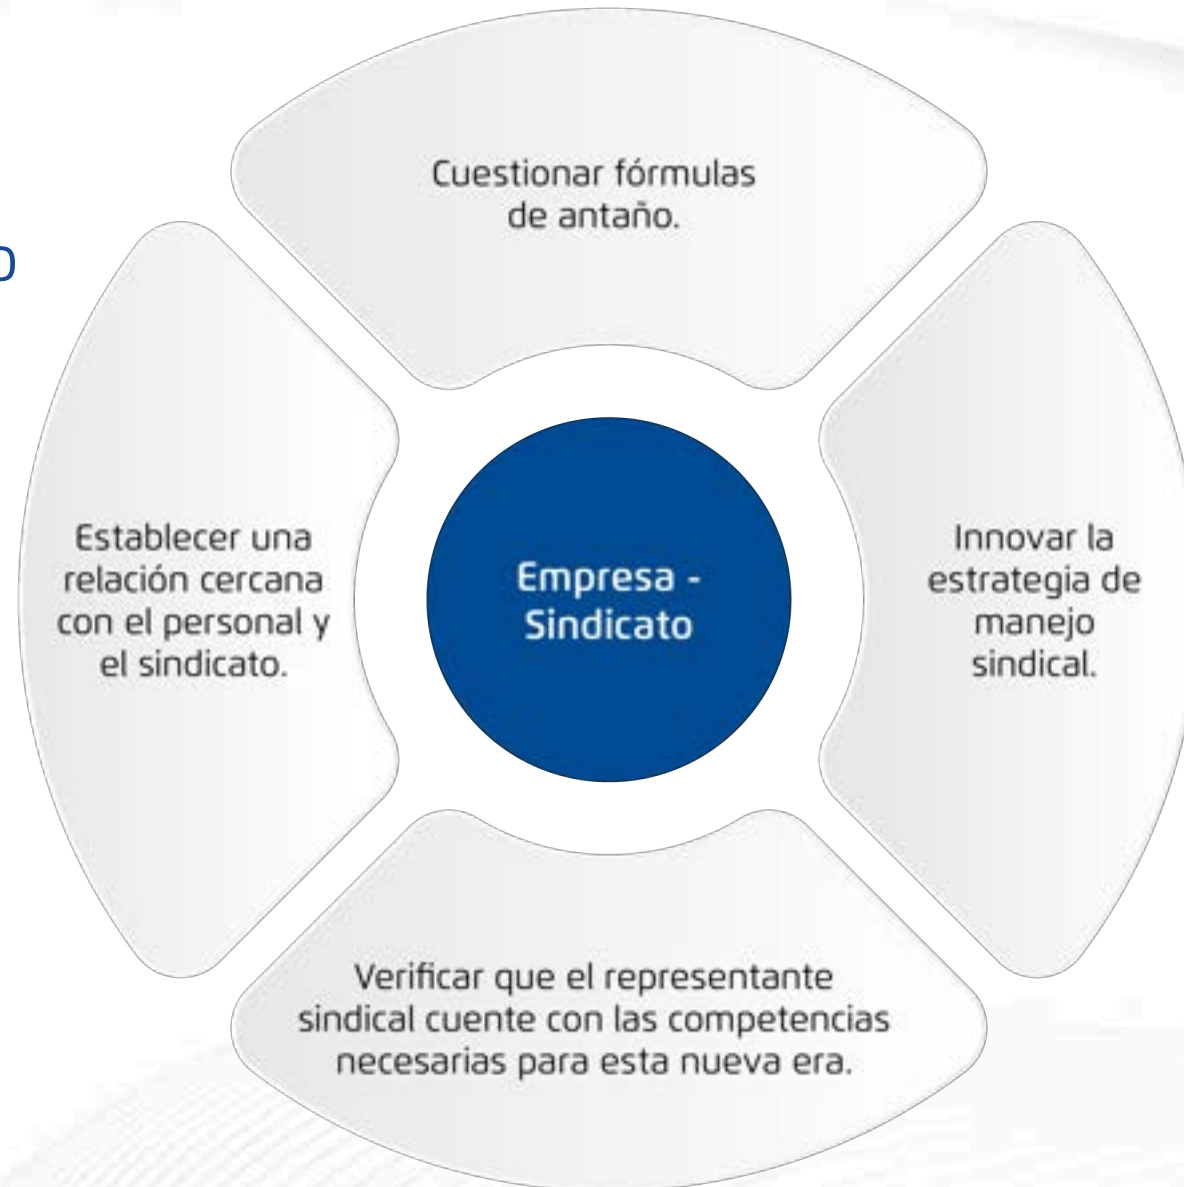 Cuestionar fórmulas
de antaño.
Establecer una
relación cercana
con el personal y
el sindicato.
Empresa -
Sindicato
Innovar la
estrategia de
manejo
sindical.
Verificar que el representante
sindical cuente con las competencias
necesarias para esta nueva era.